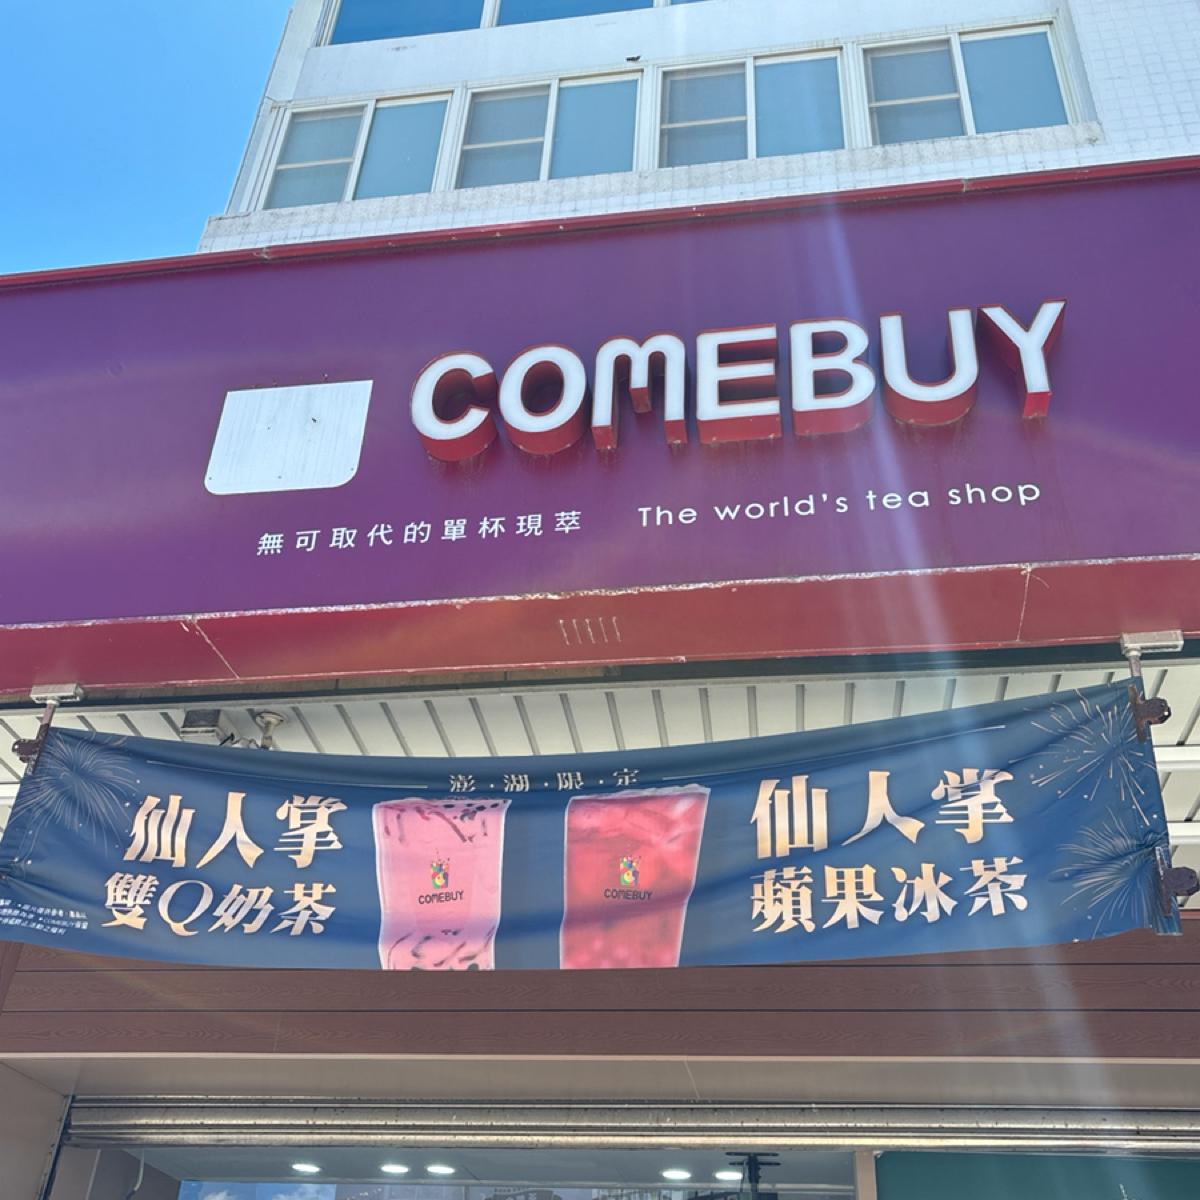 COMEBUY
無可取代的單杯現萃 The world's tea shop
澎·湖·限·定
仙人掌
雙Q奶茶
COMEBUY
COMEBUY
仙人掌
蘋果冰茶